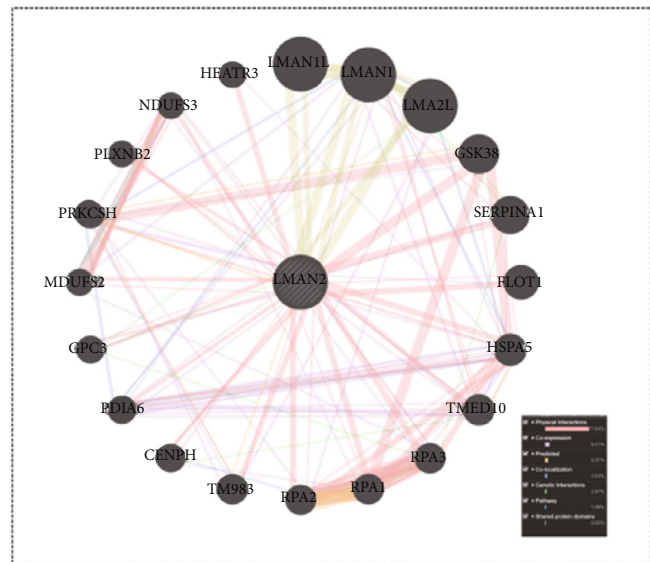 LMAN1L
LMAN1
HEATR3
LMA2L
NDUFS3
GSK38
PLXNB2
SERPINA1
PRKCSH
LMAN2
MDUFS2
FLOT1
GPC3
HSPA5
PDIA6
TMED10
CENPH
RPA3
TM983
RPA1
RPA2
Physical Interactions
Co-expression
Predicted
Co-localization
Genetic Interactions
Pathway
Shared protein domains